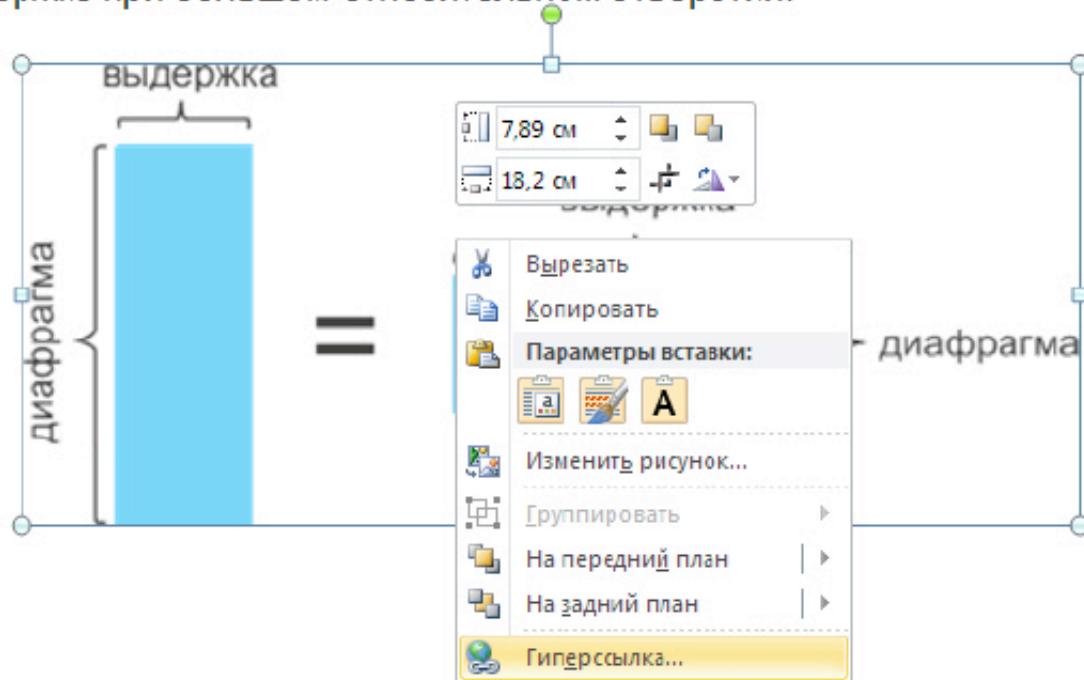 выдержка
7,89 см
18,2 см
выдержка
Вырезать
Копировать
Параметры вставки:
a
A
Изменить рисунок...
Группировать
На передний план
На задний план
Гиперссылка...
диафрагма
=
диафрагма